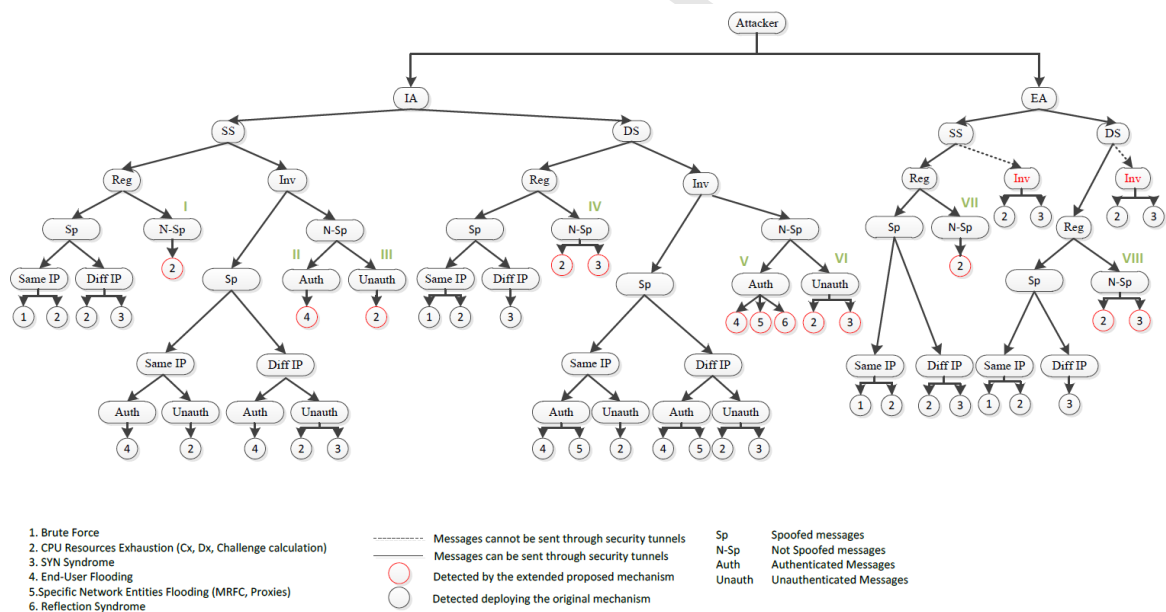 Attacker
IA EA
SS DS SS DS
Reg Inv Reg Inv Reg Inv Inv
I IV VII
Sp N-Sp N-Sp Sp N-Sp N-Sp Sp N-Sp Reg
II III V VI VIII
Same IP Diff IP 2 Sp Auth Unauth Same IP Diff IP 2 3 Sp Auth Unauth 2 Sp N-Sp
1 2 2 3 4 2 1 2 3 4 5 6 2 3 2 3 2 3 2 3
Same IP Diff IP Same IP Diff IP Same IP Diff IP Same IP Diff IP
Auth Unauth Auth Unauth Auth Unauth Auth Unauth 1 2 2 3 1 2 3
4 2 4 2 3 4 5 2 4 5 2 3
1. Brute Force
2. CPU Resources Exhaustion (Cx, Dx, Challenge calculation)
3. SYN Syndrome
4. End-User Flooding
5.Specific Network Entities Flooding (MRFC, Proxies)
6. Reflection Syndrome
Messages cannot be sent through security tunnels
Messages can be sent through security tunnels
Detected by the extended proposed mechanism
Detected deploying the original mechanism
Sp Spoofed messages
N-Sp Not Spoofed messages
Auth Authenticated Messages
Unauth Unauthenticated Messages